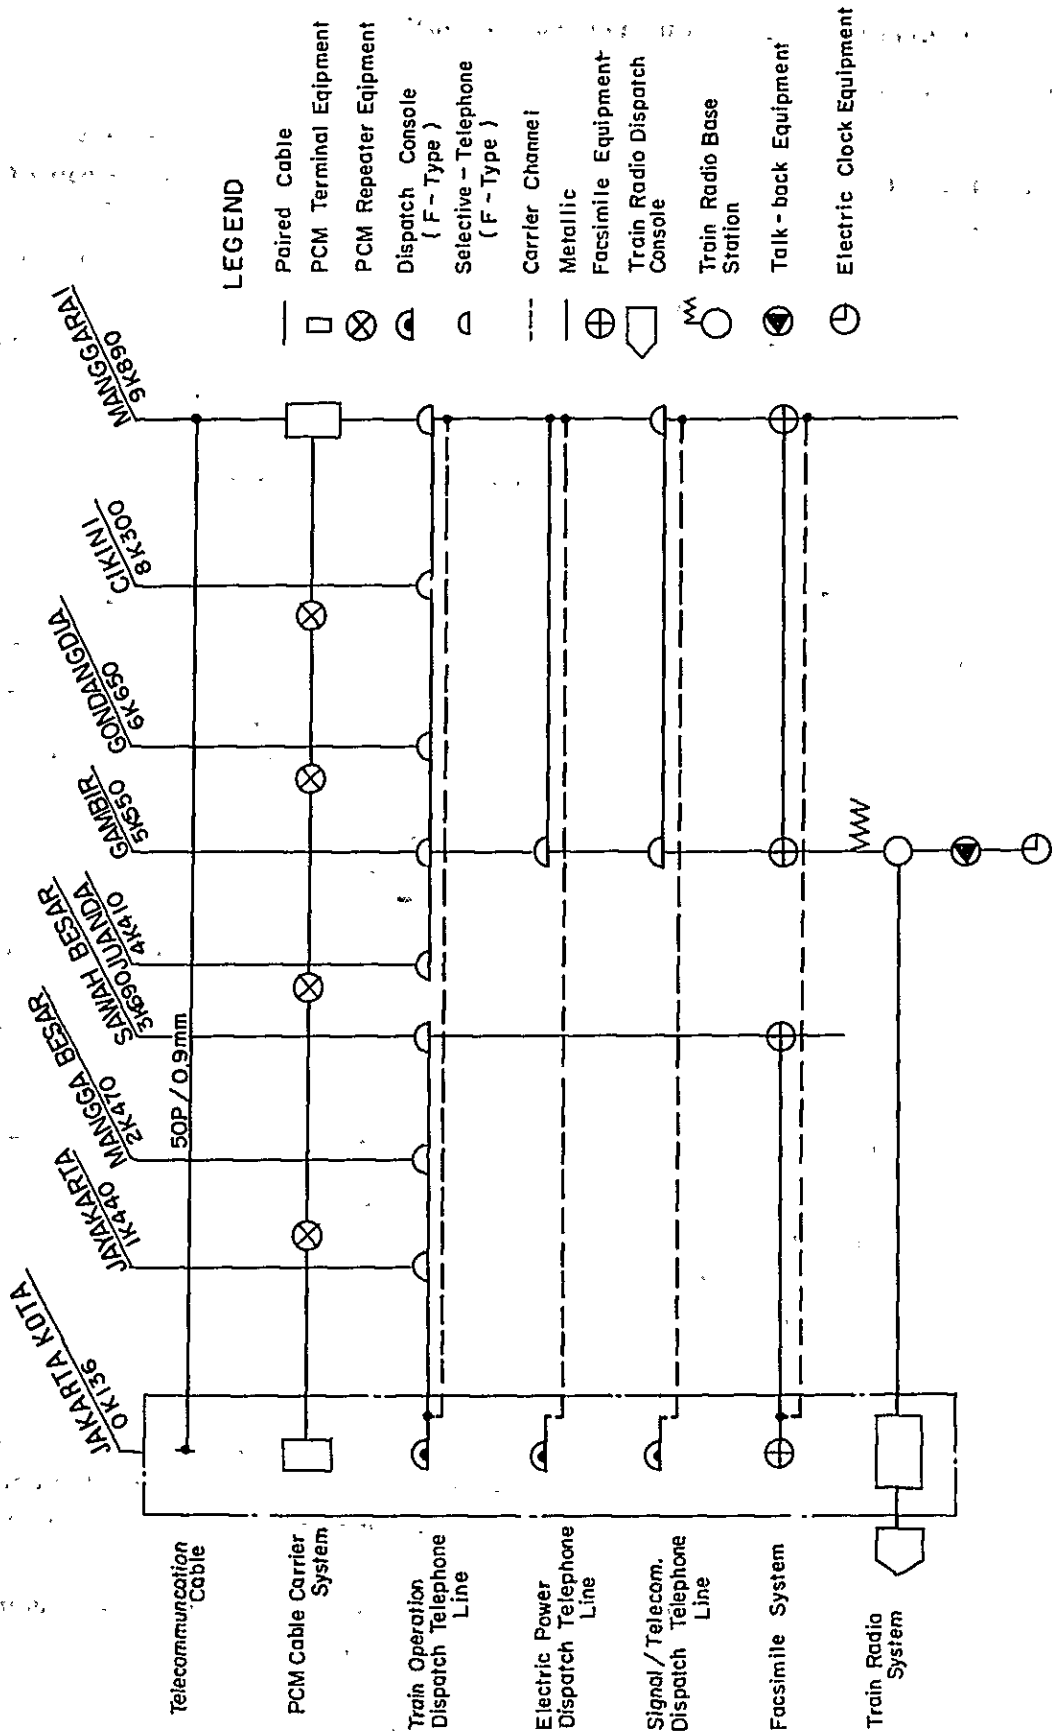 JAKARTA KOTA
0K136
JAYAKARTA
1K440
MANGGA BESAR
2K470
SAWAH BESAR
3K690
JUANDA
4K410
GAMBIR
5K550
GONDANGDIA
6K650
CIKINI
8K300
MANGGARAI
9K890
50P / 0.9mm
Telecommuncation
Cable
PCM Cable Carrier
System
Train Operation
Dispatch Telephone
Line
Electric Power
Dispatch Telephone
Line
Signal / Telecom.
Dispatch Telephone
Line
Facsimile System
Train Radio
System
LEGEND
Paired Cable
PCM Terminal Eqipment
PCM Repeater Eqipment
Dispatch Console
( F - Type )
Selective - Telephone
( F - Type )
Carrier Channel
Metallic
Facsimile Equipment
Train Radio Dispatch
Console
Train Radio Base
Station
Talk - back Equipment
Electric Clock Equipment